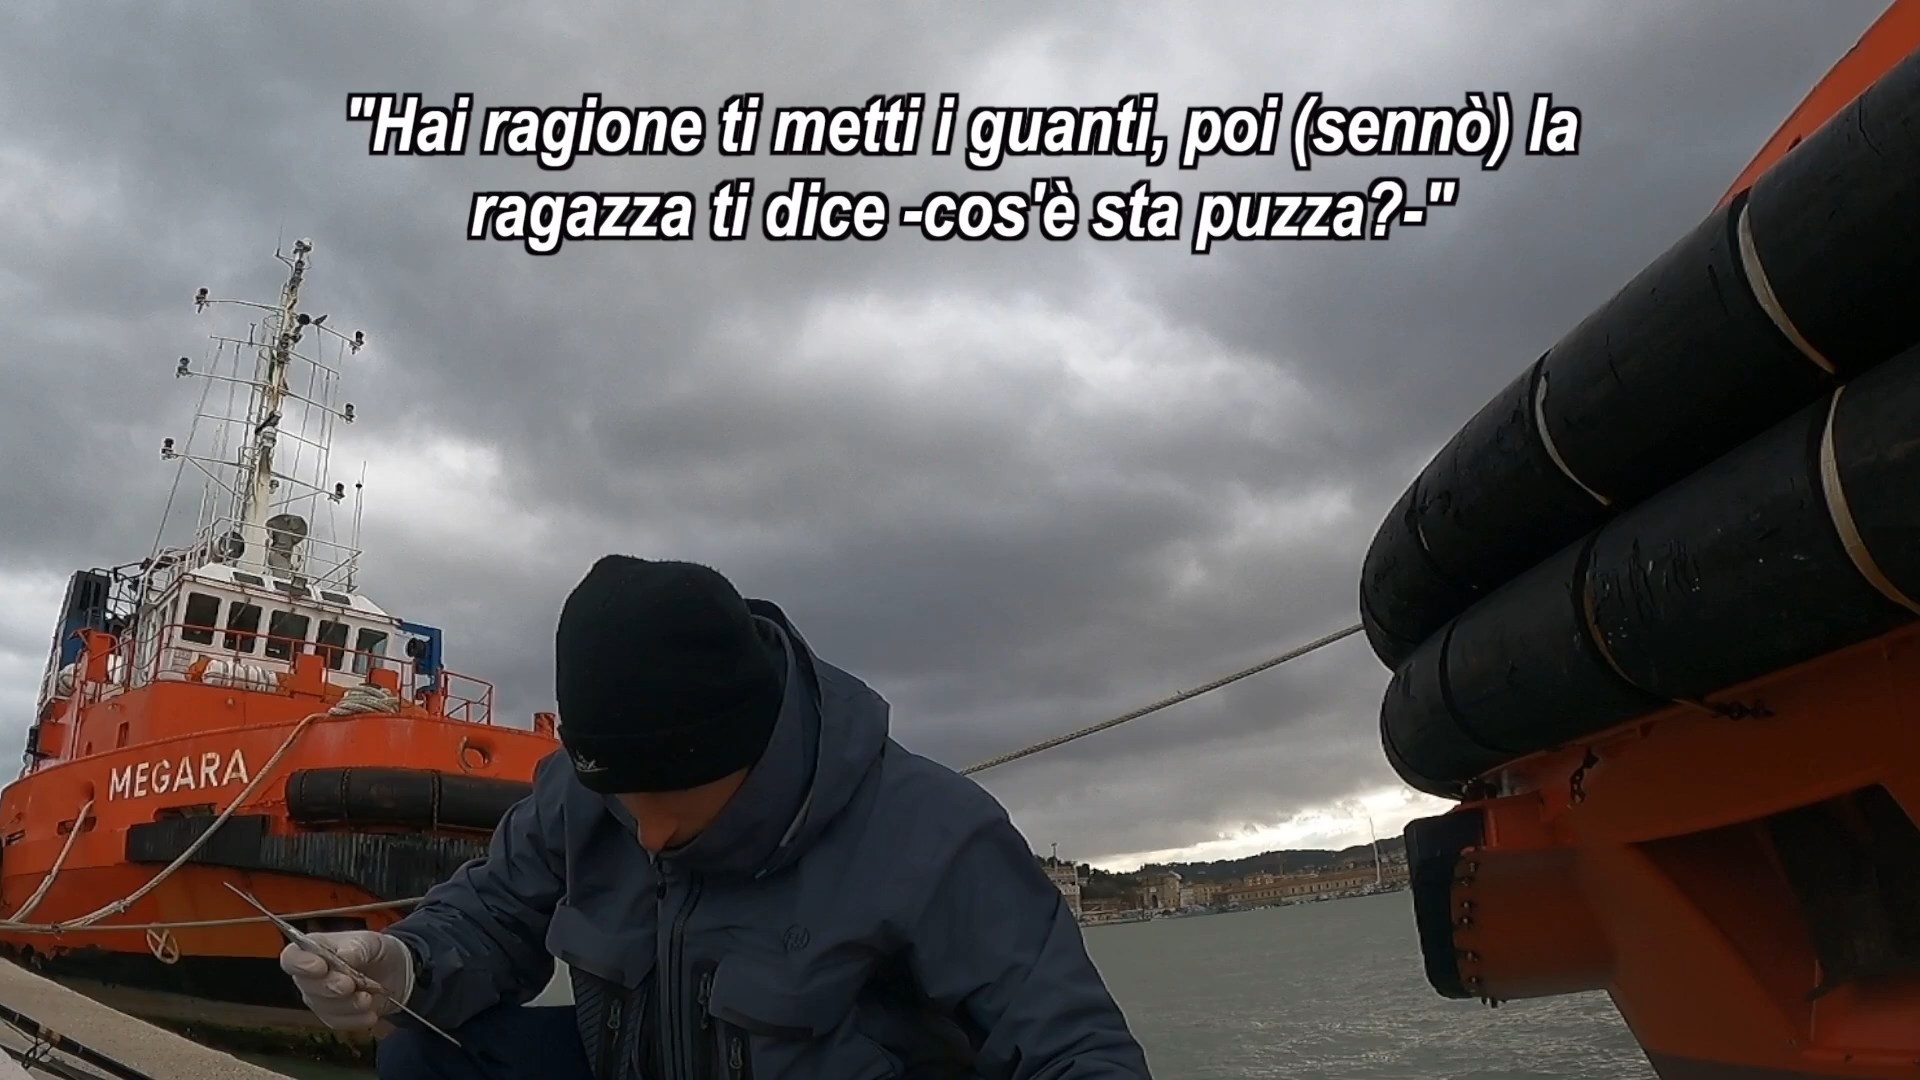 "Hai ragione ti metti i guanti, poi (sennò) la
ragazza ti dice -cos'è sta puzza?-"
MEGARA